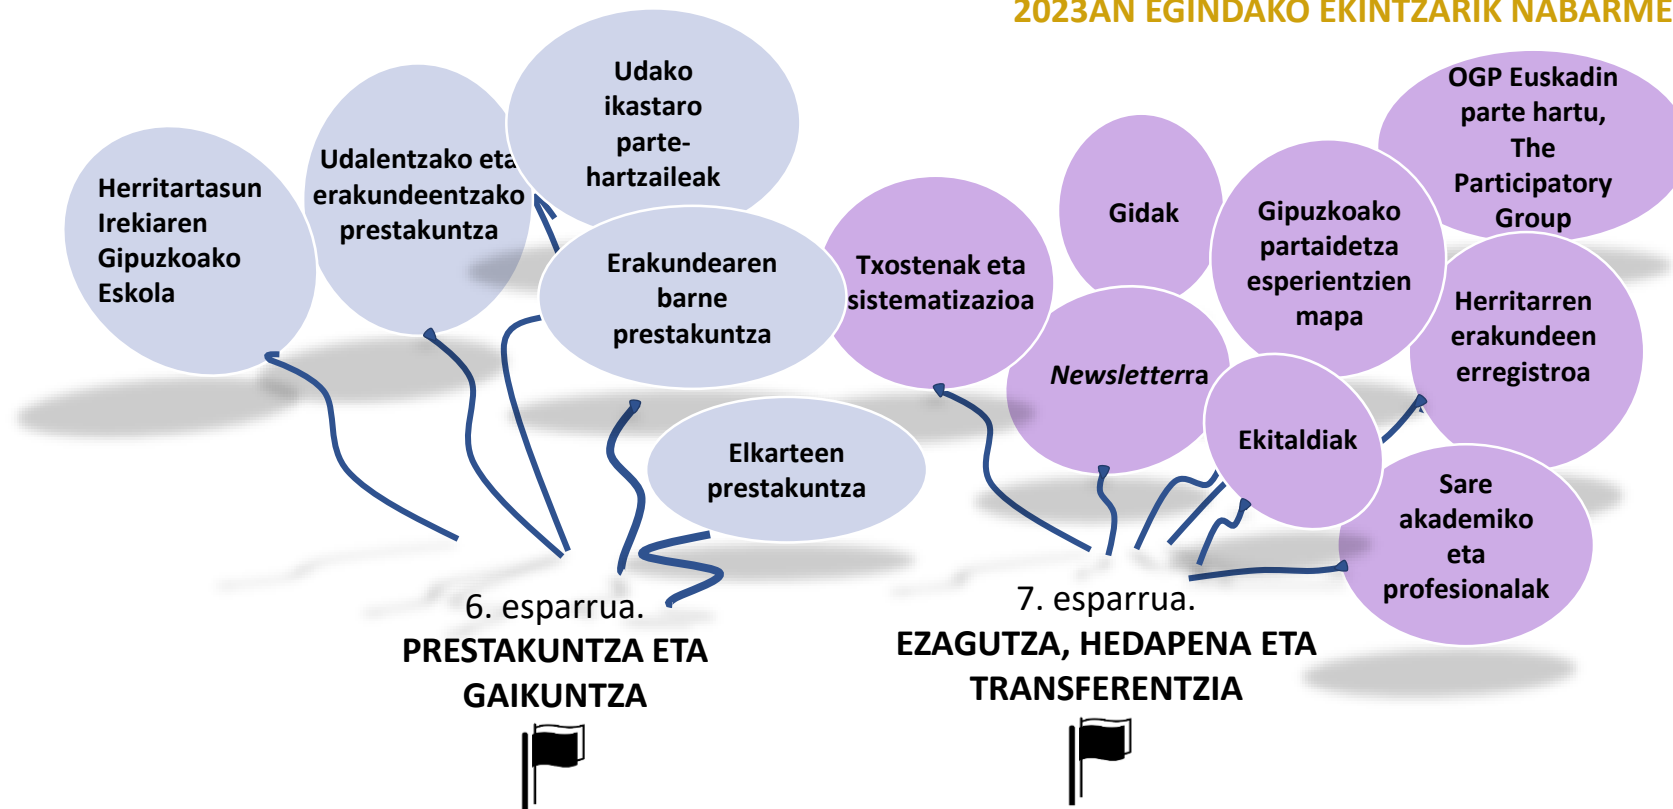 2023AN EGINDAKO EKINTZARIK NABARME
Herritartasun
Irekiaren
Gipuzkoako
Eskola
Udalentzako eta
erakundeentzako
prestakuntza
Udako
ikastaro
parte-
hartzaileak
Erakundearen
barne
prestakuntza
Elkarteen
prestakuntza
6. esparrua.
PRESTAKUNTZA ETA
GAIKUNTZA
Txostenak eta
sistematizazioa
Gidak
Newsletterra
Gipuzkoako
partaidetza
esperientzien
mapa
OGP Euskadin
parte hartu,
The
Participatory
Group
Herritarren
erakundeen
erregistroa
Ekitaldiak
Sare
akademiko
eta
profesionalak
7. esparrua.
EZAGUTZA, HEDAPENA ETA
TRANSFERENTZIA